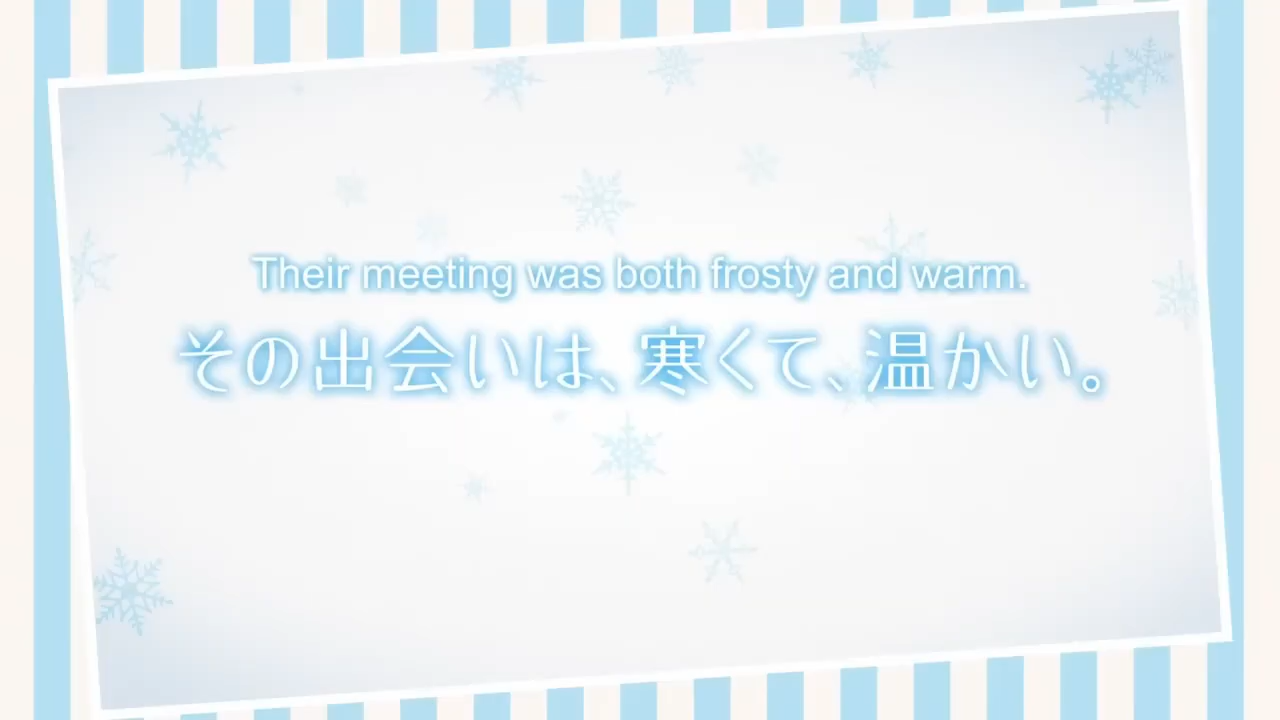 Their meeting was both frosty and warm.
その出会いは、寒くて、温かい。